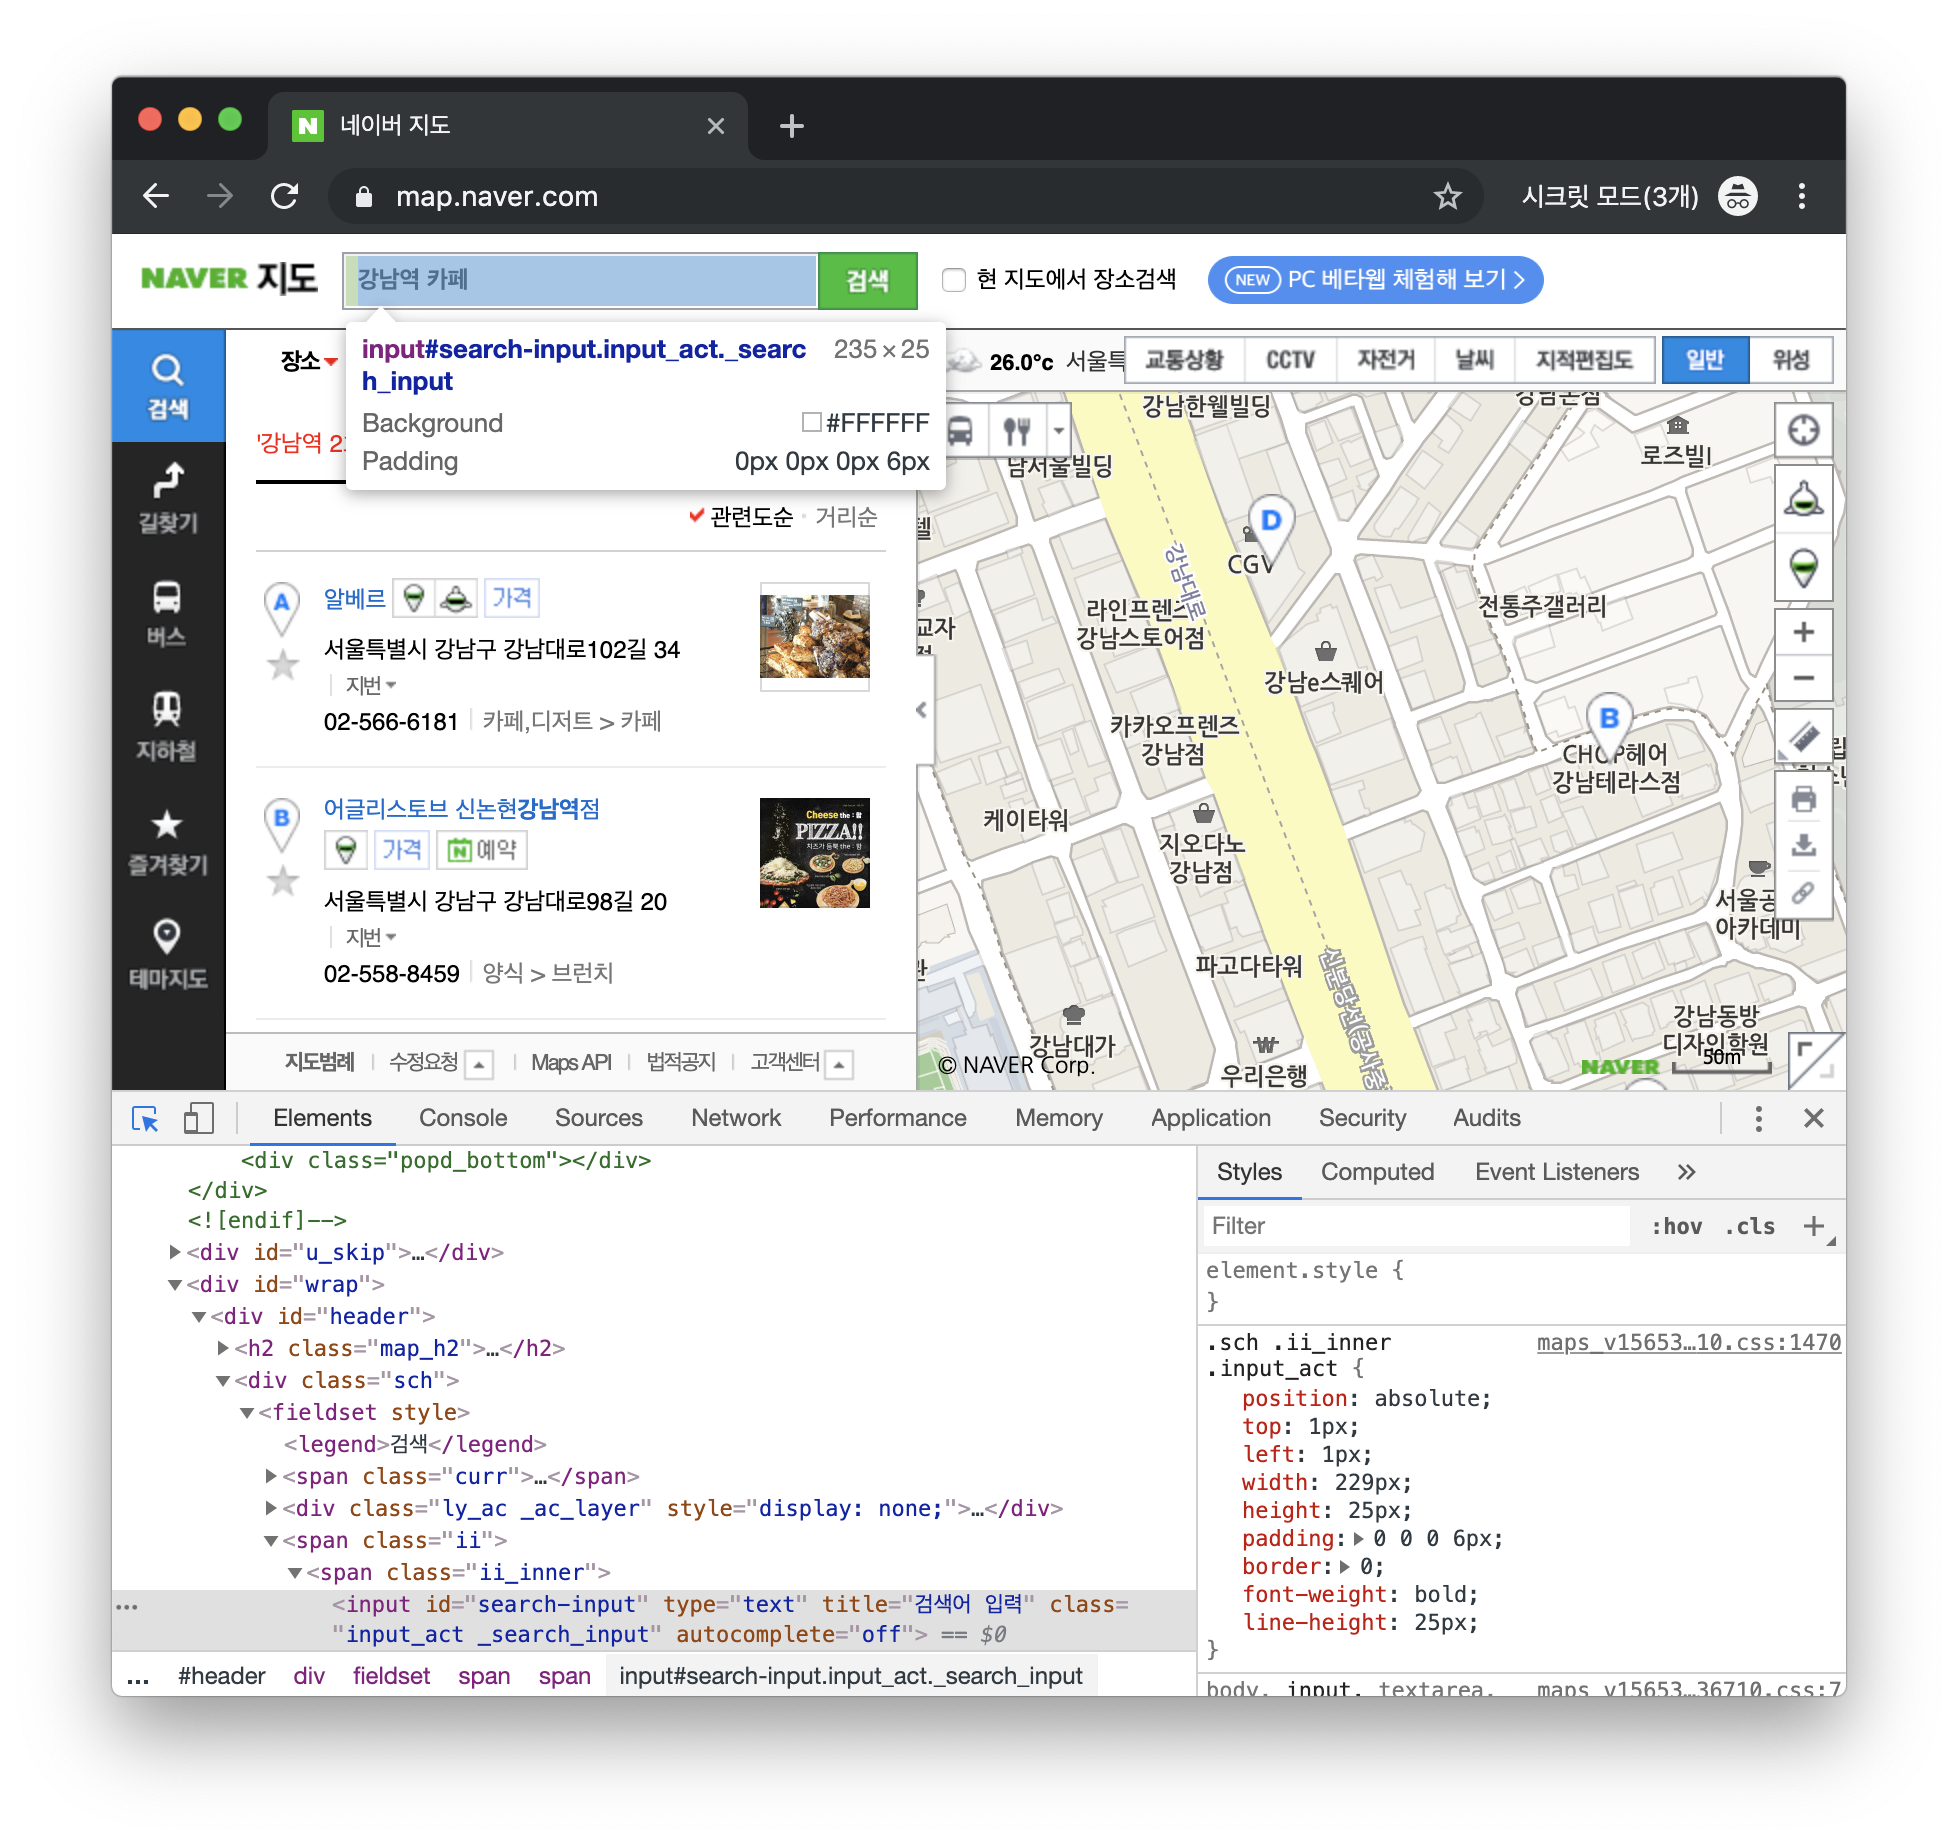 네이버 지도
map.naver.com
시크릿 모드(3개)
NAVER 지도
강남역 카페
검색
현 지도에서 장소검색
NEW PC 베타웹 체험해 보기
input#search-input.input_act._searc
h_input
235 × 25
Background
#FFFFFF
Padding
0px 0px 0px 6px
검색
길찾기
버스
지하철
즐겨찾기
테마지도
장소
'강남역
관련도순
거리순
A
알베르
가격
서울특별시 강남구 강남대로102길 34
지번
02-566-6181
카페,디저트 > 카페
B
어글리스토브 신논현강남역점
가격
예약
서울특별시 강남구 강남대로98길 20
지번
02-558-8459
양식 > 브런치
Cheese the : 함
PIZZA!!
지도범례
수정요청
Maps API
법적공지
고객센터
26.0°c
교통상황
CCTV
자전거
날씨
지적편집도
일반
위성
강남한웰빌딩
남서울빌딩
로즈빌I
D
CGV
강남대로
라인프렌즈
강남스토어점
전통주갤러리
강남e스퀘어
카카오프렌즈
강남점
B
CHOP헤어
강남테라스점
케이타워
지오다노
강남점
아카데미
파고다타워
강남대가
우리은행
강남동방
디자인학원
© NAVER Corp.
NAVER
50m
Elements
Console
Sources
Network
Performance
Memory
Application
Security
Audits
<div class="popd_bottom"></div>
</div>
<![endif]-->
<div id="u_skip">…</div>
<div id="wrap">
<div id="header">
<h2 class="map_h2">…</h2>
<div class="sch">
<fieldset style>
<legend>검색</legend>
<span class="curr">…</span>
<div class="ly_ac _ac_layer" style="display: none;">…</div>
<span class="ii">
<span class="ii_inner">
<input id="search-input" type="text" title="검색어 입력" class=
"input_act _search_input" autocomplete="off"> == $0
... #header div fieldset span span input#search-input.input_act._search_input
Styles
Computed
Event Listeners
»
Filter
:hov .cls +
element.style {
}
.sch .ii_inner
maps_v15653…10.css:1470
.input_act {
position: absolute;
top: 1px;
left: 1px;
width: 229px;
height: 25px;
padding: 0 0 0 6px;
border: 0;
font-weight: bold;
line-height: 25px;
}
body, input, textarea,
maps_v15653…36710.css:7